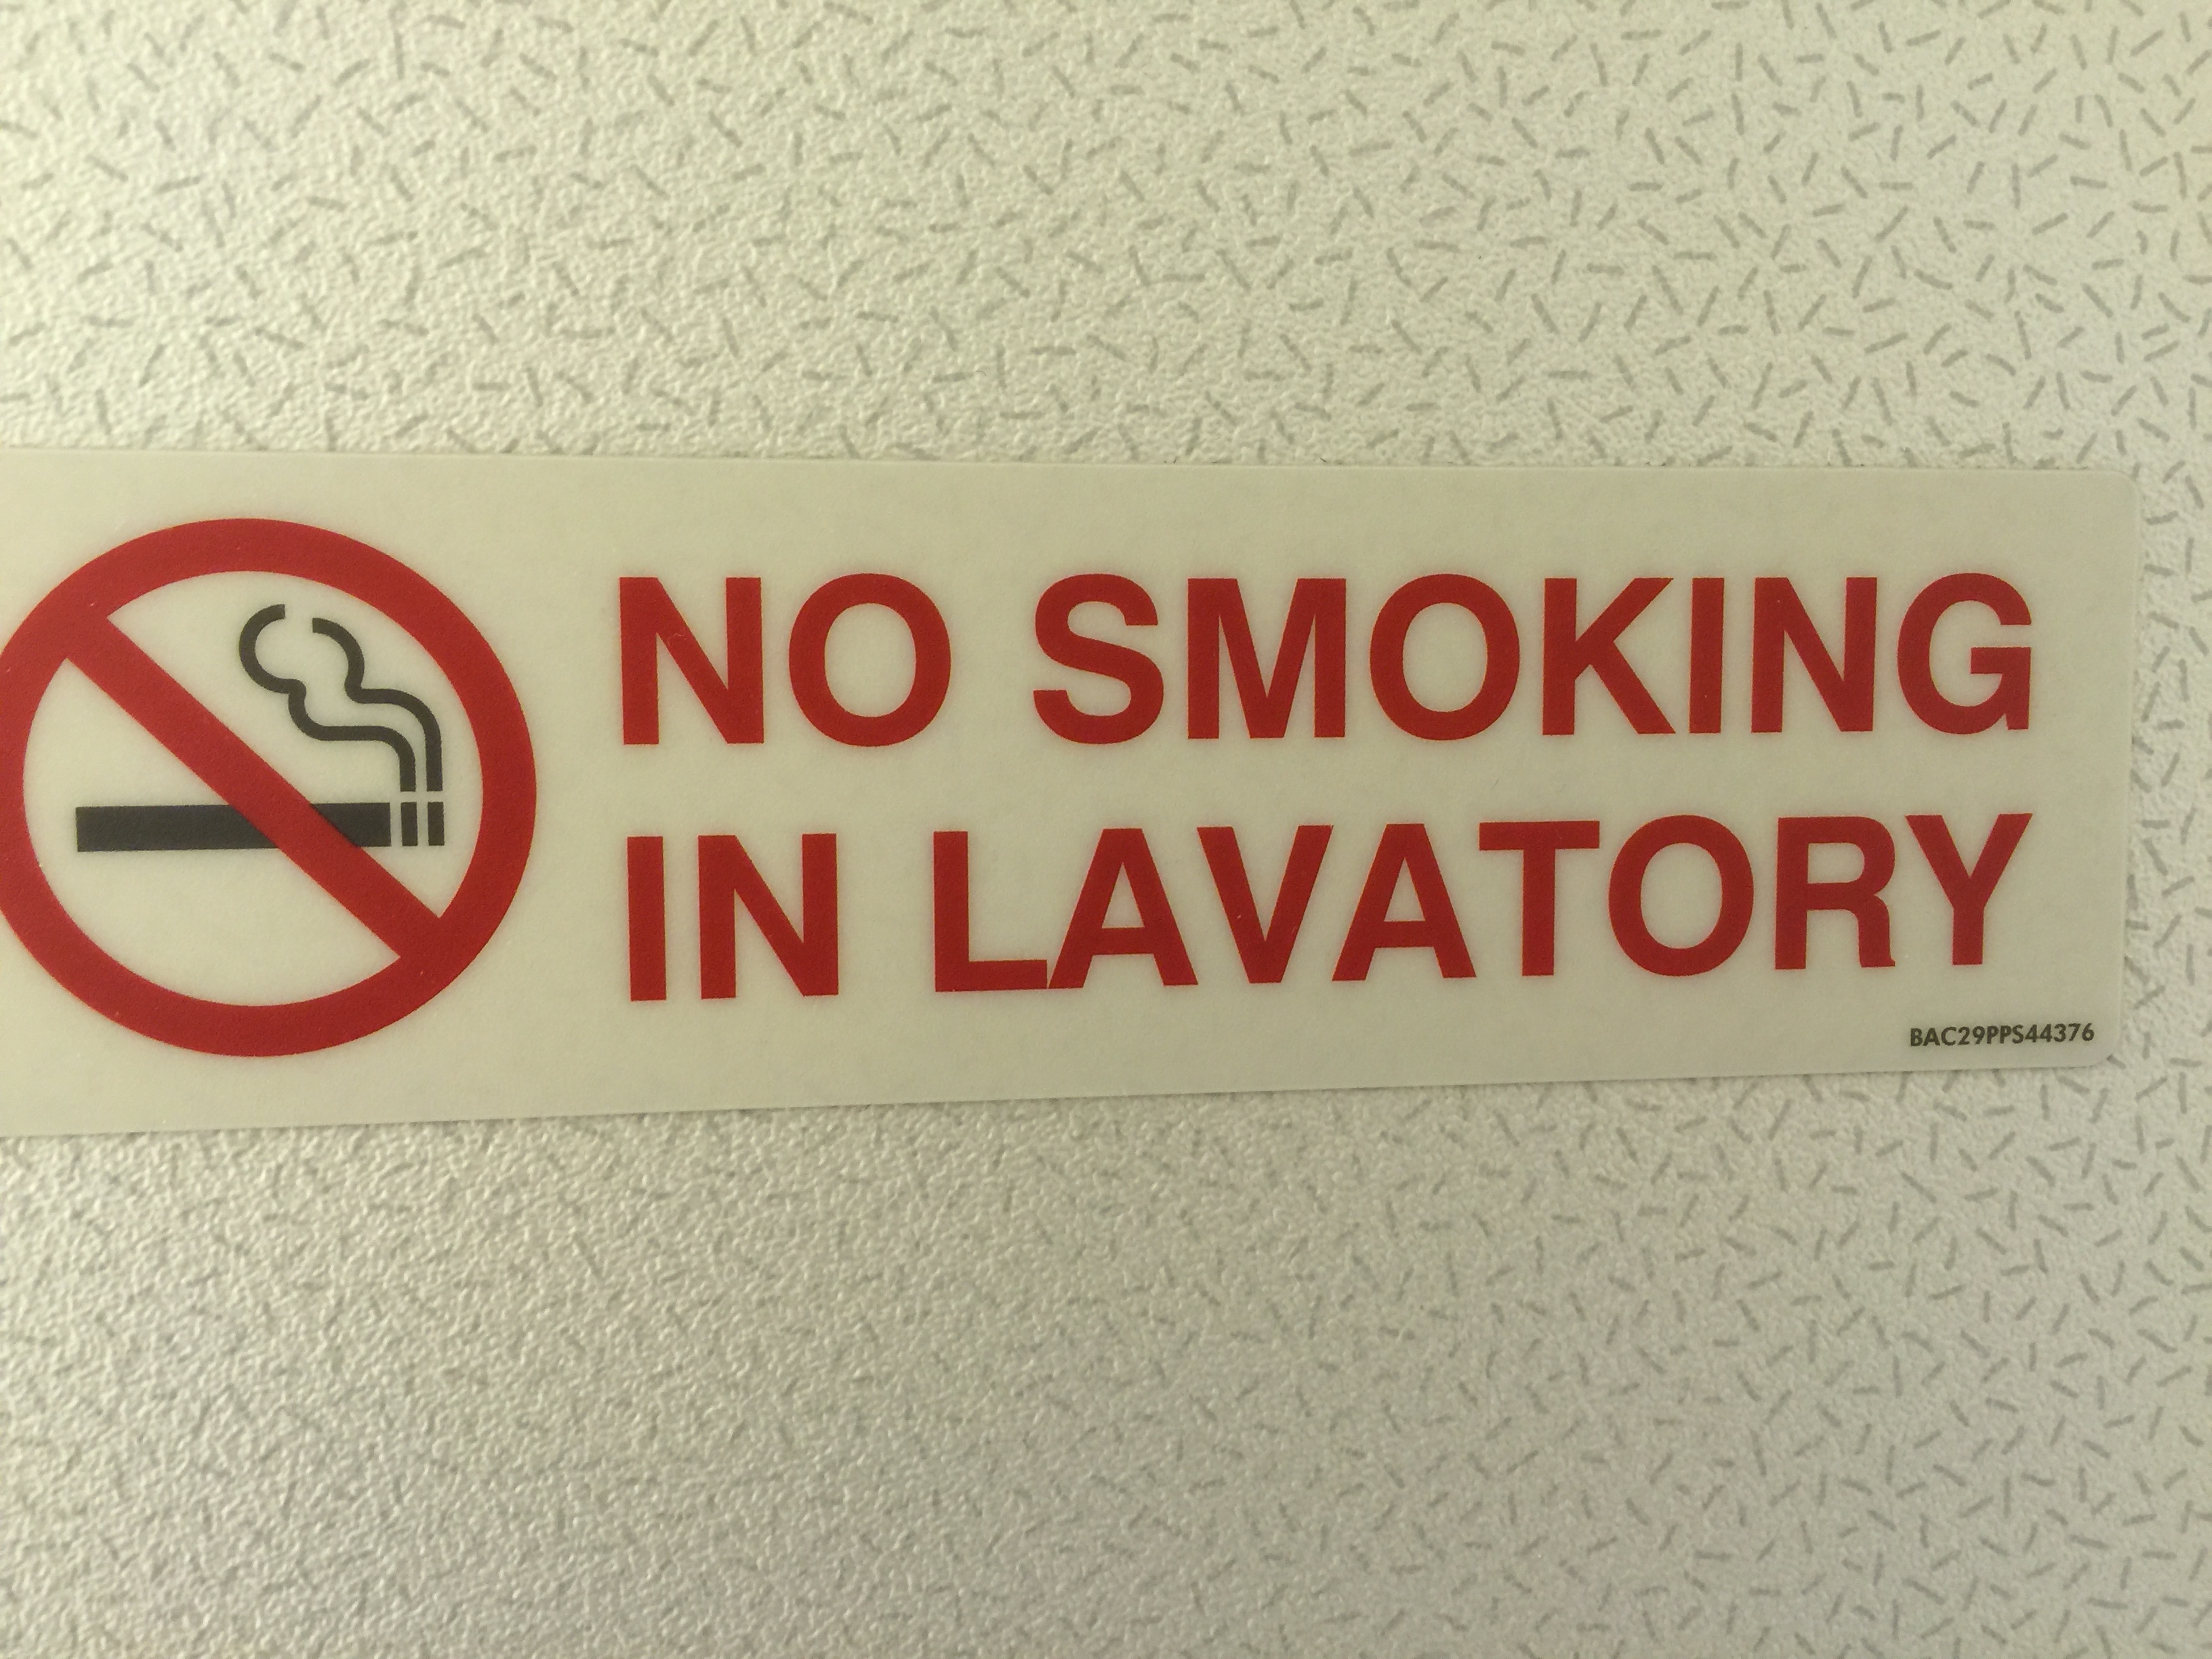 NO SMOKING
IN LAVATORY
BAC29PPS44376